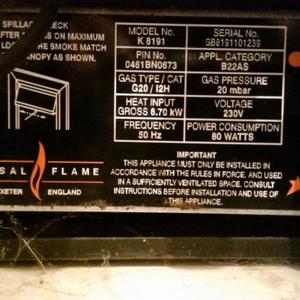 SPILLAGE CHECK
AFTER
ON MAXIMUM
LO
THE SMOKE MATCH
CANOPY AS SHOWN.
MODEL No.
K 8191
SERIAL No.
GB8191101239
PIN No.
0461BN0673
APPL. CATEGORY
B22AS
GAS TYPE / CAT
G20 / I2H
GAS PRESSURE
20 mbar
HEAT INPUT
GROSS 6.70 kW
VOLTAGE
230V
FREQUENCY
50 Hz
POWER CONSUMPTION
80 WATTS
SAL FLAME
EXETER ENGLAND
IMPORTANT
THIS APPLIANCE MUST ONLY BE INSTALLED IN
ACCORDANCE WITH THE RULES IN FORCE, AND USED
IN A SUFFICIENTLY VENTILATED SPACE. CONSULT
INSTRUCTIONS BEFORE INSTALLATION AND USE OF
THIS APPLIANCE.